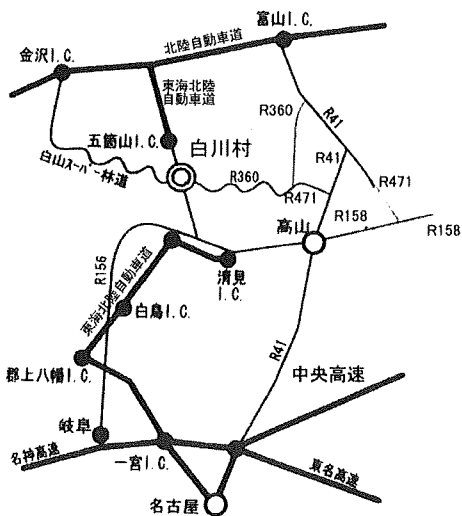 富山I.C.
北陸自動車道
金沢I.C.
東海北陸
自動車道
R360
R41
五箇山I.C.
白川村
R41
白山スーパー林道
R360
R471
R471
高山
R158
R158
R156
清見
I.C.
東海北陸自動車道
白鳥I.C.
R41
郡上八幡I.C.
中央高速
岐阜
名神高速
一宮I.C.
東名高速
名古屋